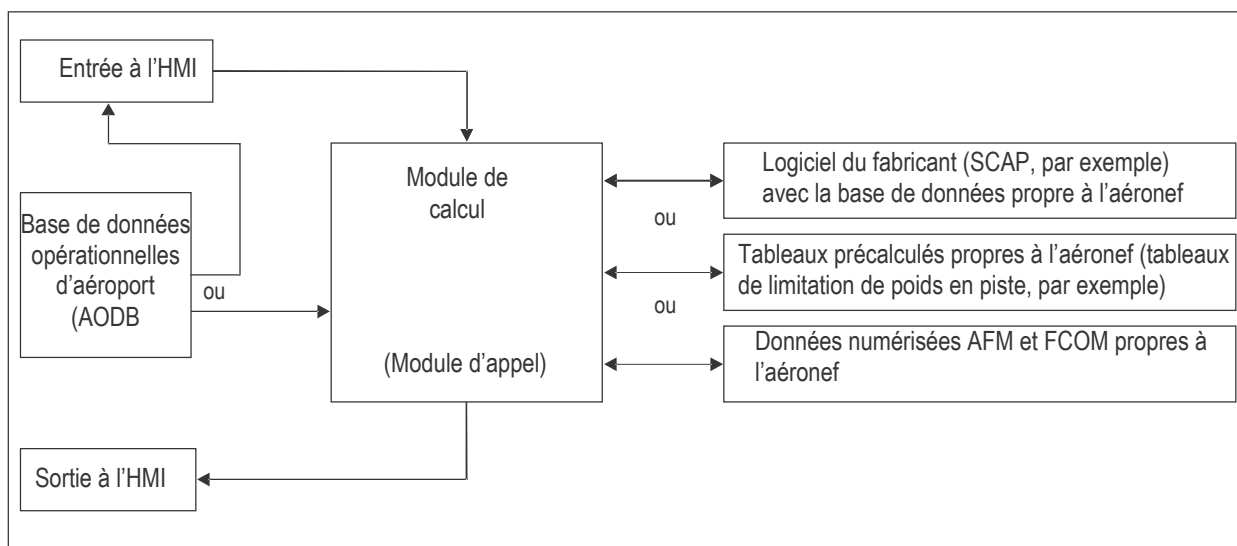 Entrée à l’HMI
Base de données
opérationnelles
d’aéroport
(AODB
ou
Module de
calcul
(Module d’appel)
Logiciel du fabricant (SCAP, par exemple)
avec la base de données propre à l’aéronef
ou
Tableaux précalculés propres à l’aéronef (tableaux
de limitation de poids en piste, par exemple)
ou
Données numérisées AFM et FCOM propres à
l’aéronef
Sortie à l’HMI